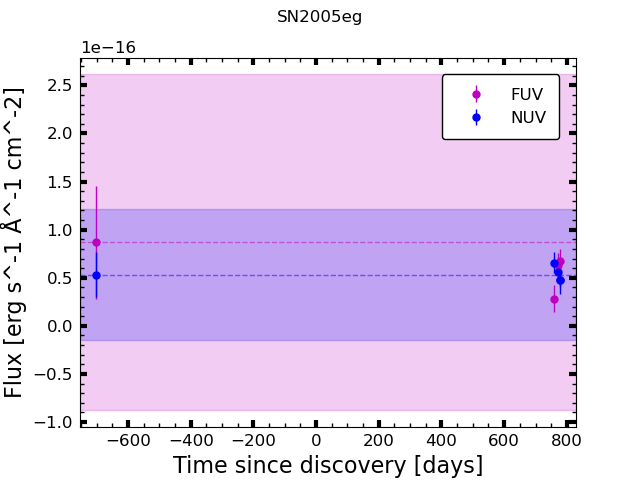 SN2005eg
1e−16
2.5
2.0
1.5
1.0
0.5
0.0
−0.5
−1.0
Flux [erg s^-1 Å^-1 cm^-2]
FUV
NUV
−600 −400 −200 0 200 400 600 800
Time since discovery [days]